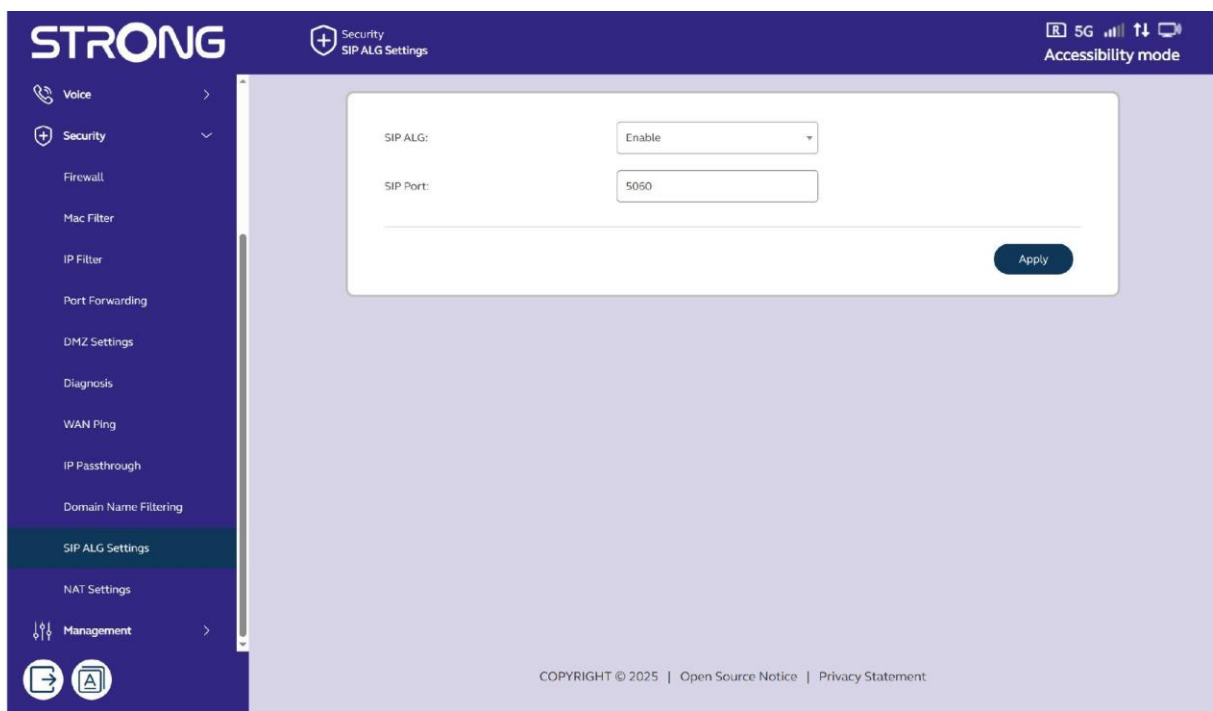 STRONG
Security
SIP ALG Settings
R 5G
Accessibility mode
Voice
Security
Firewall
Mac Filter
IP Filter
Port Forwarding
DMZ Settings
Diagnosis
WAN Ping
IP Passthrough
Domain Name Filtering
SIP ALG Settings
NAT Settings
Management
A
SIP ALG:
Enable
SIP Port:
5060
Apply
COPYRIGHT © 2025 | Open Source Notice | Privacy Statement